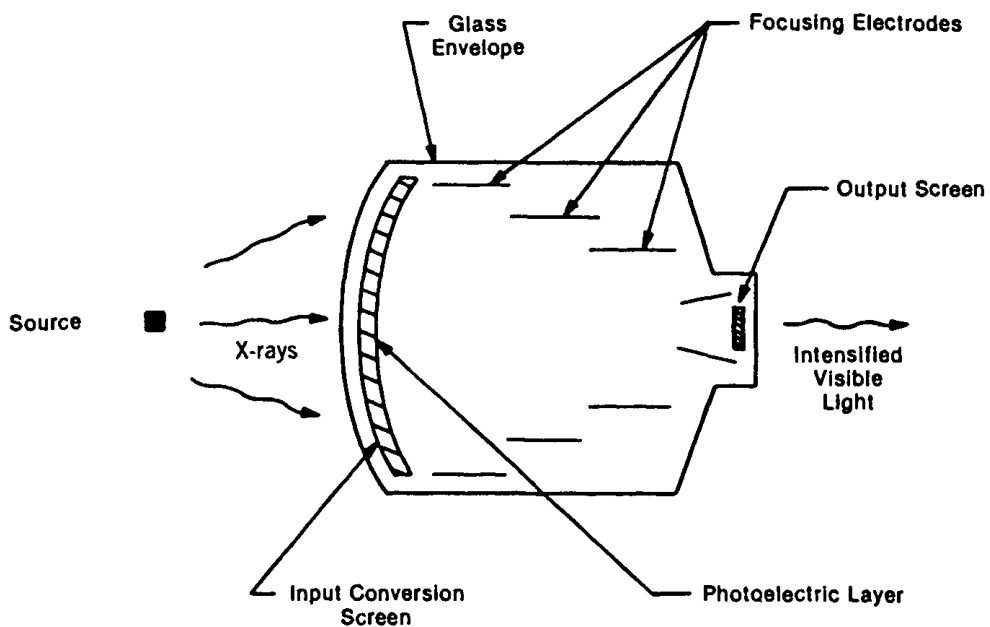 Glass
Envelope
Focusing Electrodes
Output Screen
Source
X-rays
Intensified
Visible
Light
Input Conversion
Screen
Photoelectric Layer